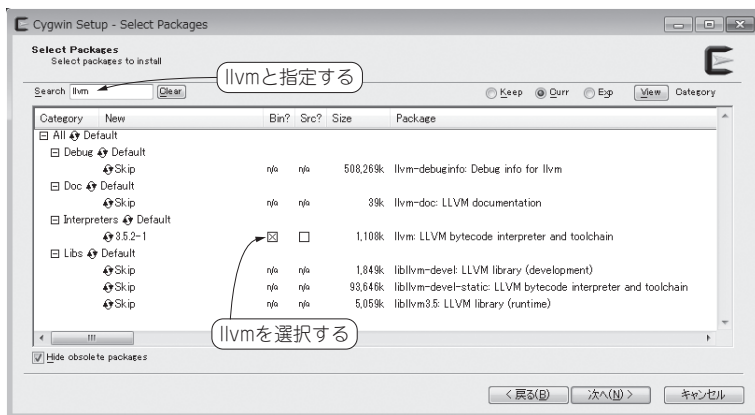 Cygwin Setup - Select Packages
Select Packages
Select packages to install
llvmと指定する
Search llvm Clear Keep Curr Exp View Category
Category New Bin? Src? Size Package
All Default
Debug Default
Skip n/a n/a 508,269k llvm-debuginfo: Debug info for llvm
Doc Default
Skip n/a n/a 39k llvm-doc: LLVM documentation
Interpreters Default
3.5.2-1 1,108k llvm: LLVM bytecode interpreter and toolchain
Libs Default
Skip n/a n/a 1,849k libllvm-devel: LLVM library (development)
Skip n/a n/a 93,646k libllvm-devel-static: LLVM bytecode interpreter and toolchain
Skip n/a n/a 5,059k libllvm3.5: LLVM library (runtime)
llvmを選択する
Hide obsolete packages
< 戻る(B) 次へ(N) > キャンセル